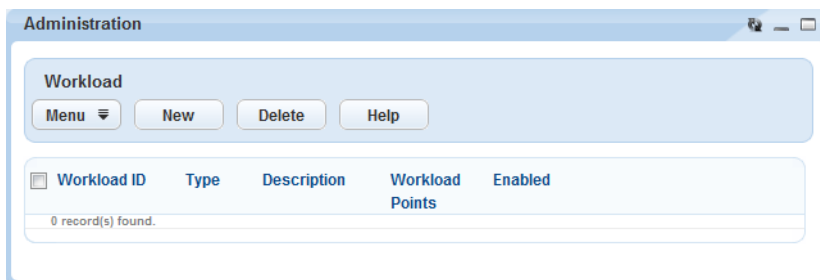 Administration
Workload
Menu New Delete Help
Workload ID Type Description Workload Points Enabled
0 record(s) found.